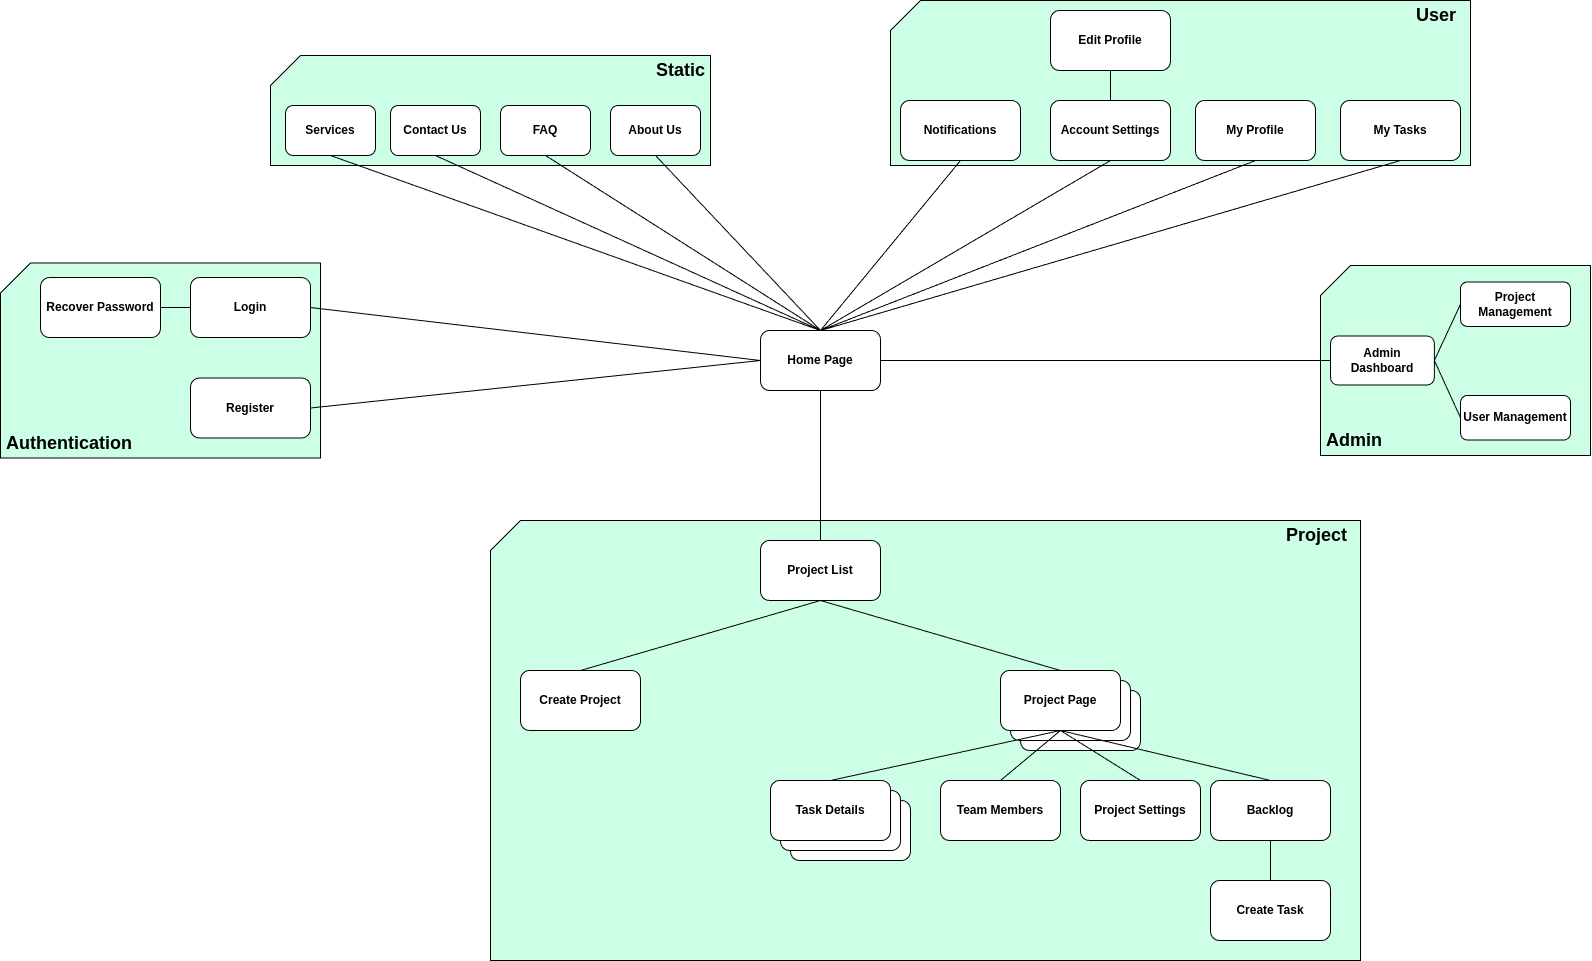 User
Edit Profile
Notifications
Account Settings
My Profile
My Tasks
Static
Services
Contact Us
FAQ
About Us
Recover Password
Login
Register
Authentication
Home Page
Admin
Dashboard
Project
Management
User Management
Admin
Project
Project List
Create Project
Project Page
Task Details
Team Members
Project Settings
Backlog
Create Task